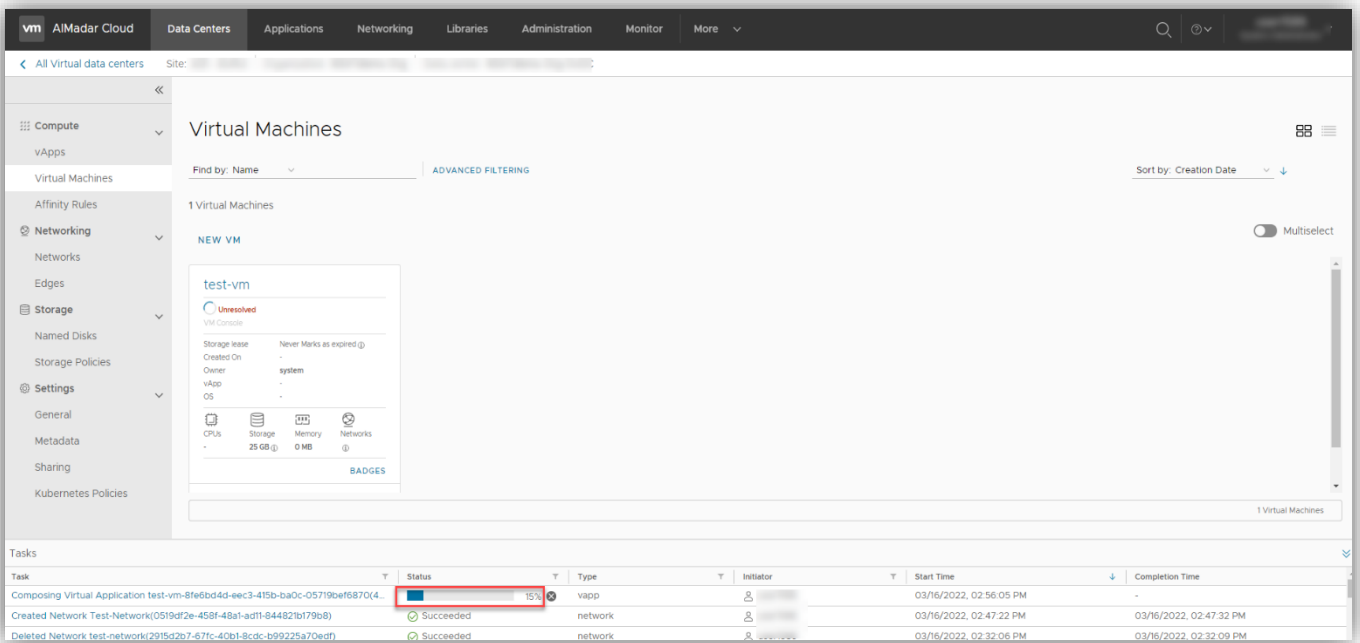 vm AlMadar Cloud Data Centers Applications Networking Libraries Administration Monitor More
All Virtual data centers Site:
Compute
Virtual Machines
vApps
Find by: Name ADVANCED FILTERING Sort by: Creation Date
Virtual Machines
Affinity Rules
1 Virtual Machines
Networking
Multiselect
NEW VM
Networks
Edges
test-vm
Storage
Unresolved
VM Console
Named Disks
Storage lease Never Marks as expired
Created On -
Storage Policies
Owner system
vApp -
Settings
OS -
General
CPUs Storage Memory Networks
Metadata
- 25 GB 0 MB
Sharing
BADGES
Kubernetes Policies
1 Virtual Machines
Tasks
Task Status Type Initiator Start Time Completion Time
Composing Virtual Application test-vm-8fe6bd4d-eec3-415b-ba0c-05719bef6870(4... 15% vapp 03/16/2022, 02:56:05 PM -
Created Network Test-Network(0519df2e-458f-48a1-ad11-844821b179b8) Succeeded network 03/16/2022, 02:47:22 PM 03/16/2022, 02:47:32 PM
Deleted Network test-network(2915d2b7-67fc-40b1-8cdc-b99225a70edf) Succeeded network 03/16/2022, 02:32:06 PM 03/16/2022, 02:32:09 PM